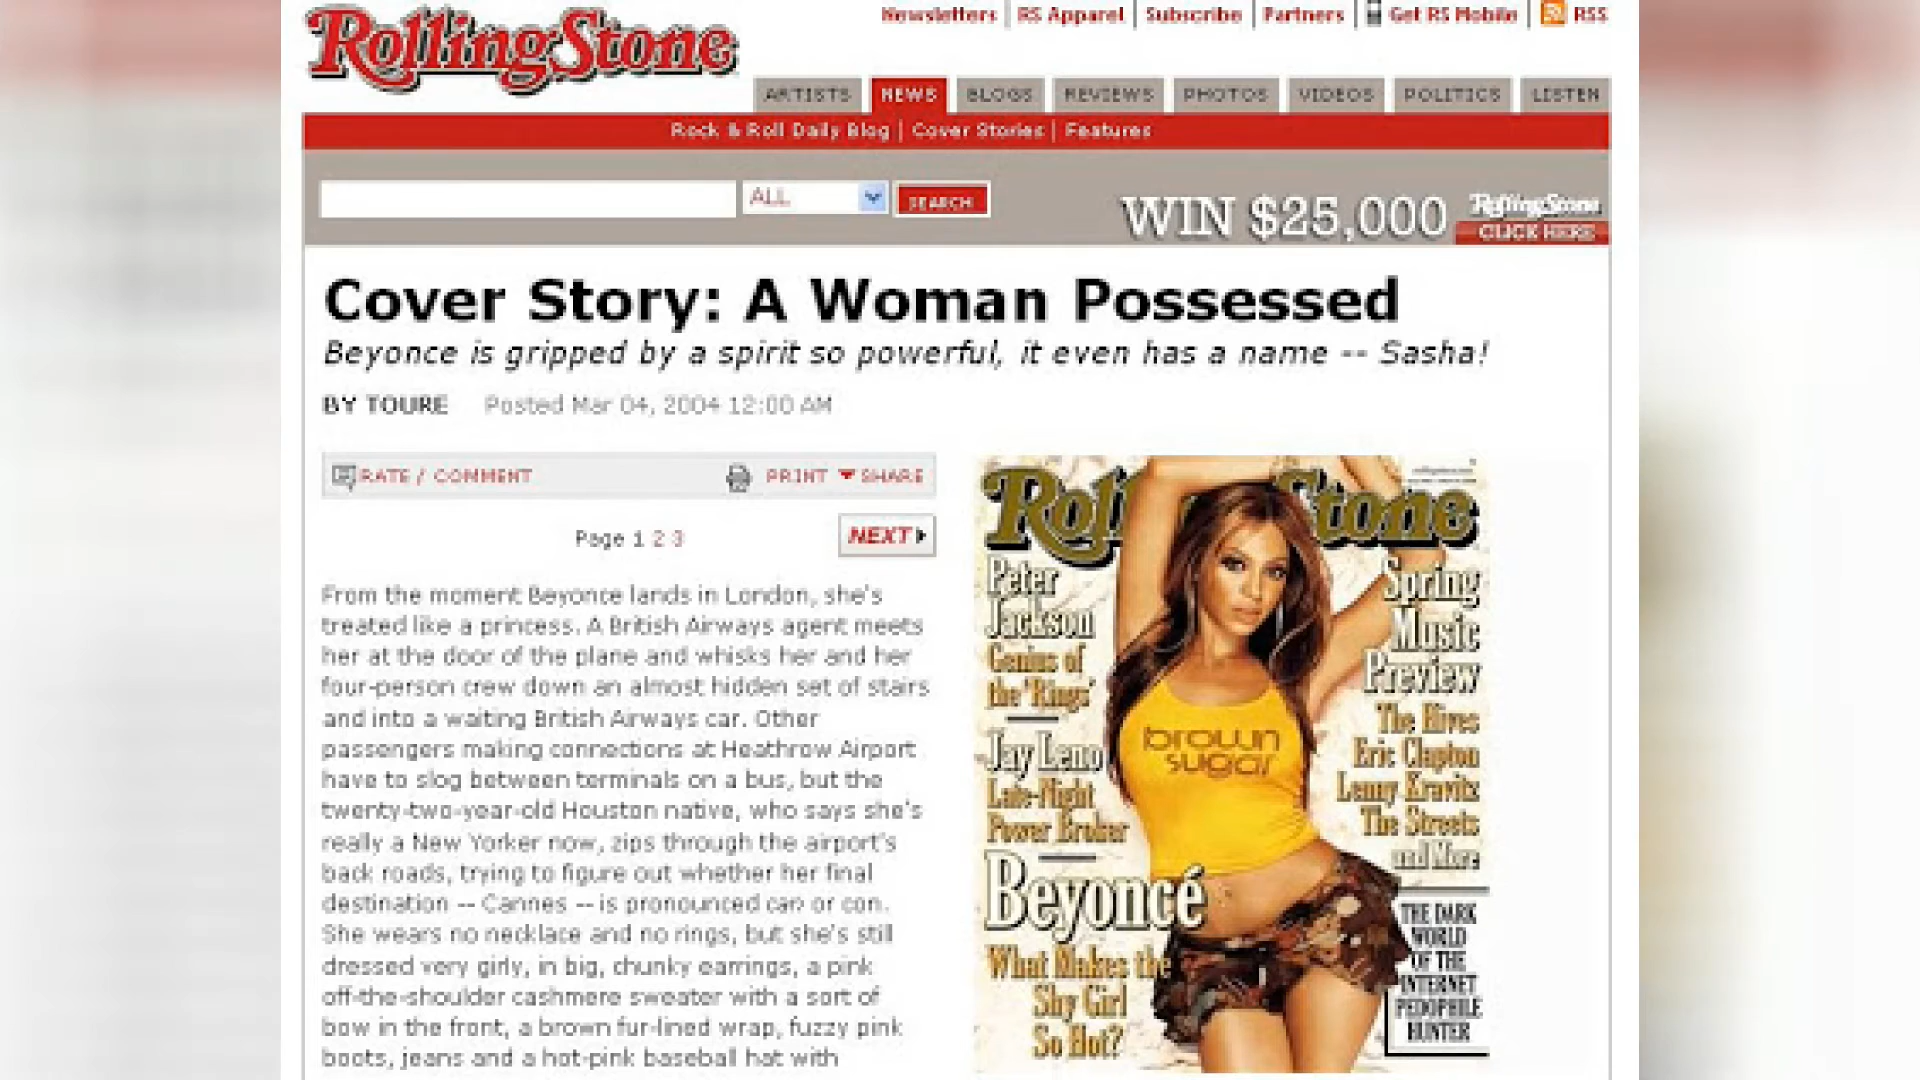 RollingStone
Newsletters | RS Apparel | Subscribe | Partners | Get RS Mobile RSS
ARTISTS NEWS BLOGS REVIEWS PHOTOS VIDEOS POLITICS LISTEN
Rock & Roll Daily Blog | Cover Stories | Features
ALL SEARCH
WIN $25,000 RollingStone
CLICK HERE
Cover Story: A Woman Possessed
Beyonce is gripped by a spirit so powerful, it even has a name -- Sasha!
BY TOURE Posted Mar 04, 2004 12:00 AM
RATE / COMMENT PRINT SHARE
Page 1 2 3 NEXT
From the moment Beyonce lands in London, she's
treated like a princess. A British Airways agent meets
her at the door of the plane and whisks her and her
four-person crew down an almost hidden set of stairs
and into a waiting British Airways car. Other
passengers making connections at Heathrow Airport
have to slog between terminals on a bus, but the
twenty-two-year-old Houston native, who says she's
really a New Yorker now, zips through the airport's
back roads, trying to figure out whether her final
destination -- Cannes -- is pronounced can or con.
She wears no necklace and no rings, but she's still
dressed very girly, in big, chunky earrings, a pink
off-the-shoulder cashmere sweater with a sort of
bow in the front, a brown fur-lined wrap, fuzzy pink
boots, jeans and a hot-pink baseball hat with
Roll Stone
Peter
Jackson
Genius of
the 'Rings'
Jay Leno
Late-Night
Power Broker
Beyoncé
What Makes the
Shy Girl
So Hot?
brown
sugar
Spring
Music
Preview
The Hives
Eric Clapton
Lenny Kravitz
The Streets
and More
THE DARK
WORLD
OF THE
INTERNET
PEDOPHILE
HUNTER